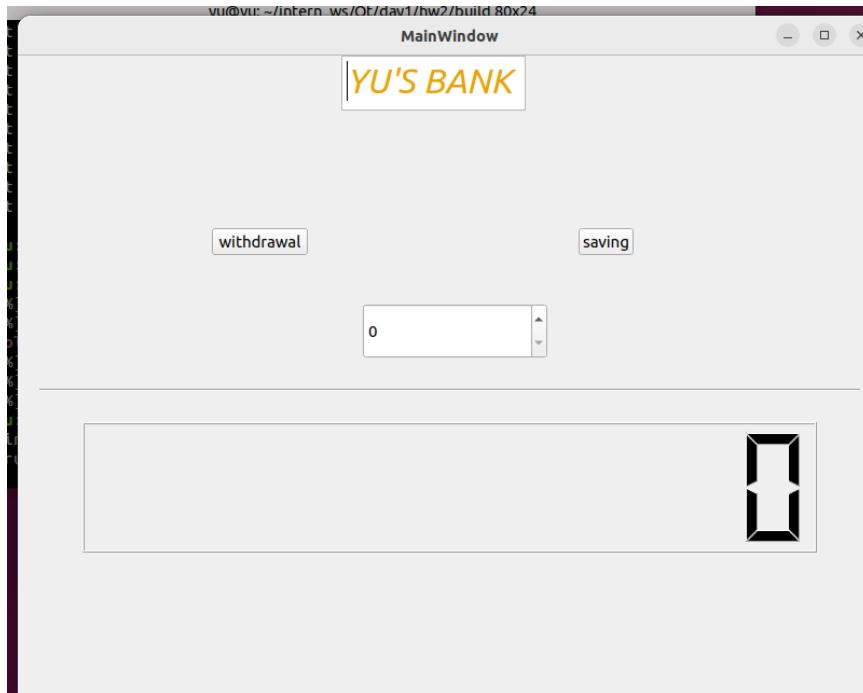 yu@yu: ~/intern_ws/Qt/day1/hw2/build 80x24
MainWindow
YU'S BANK
withdrawal
saving
0
0